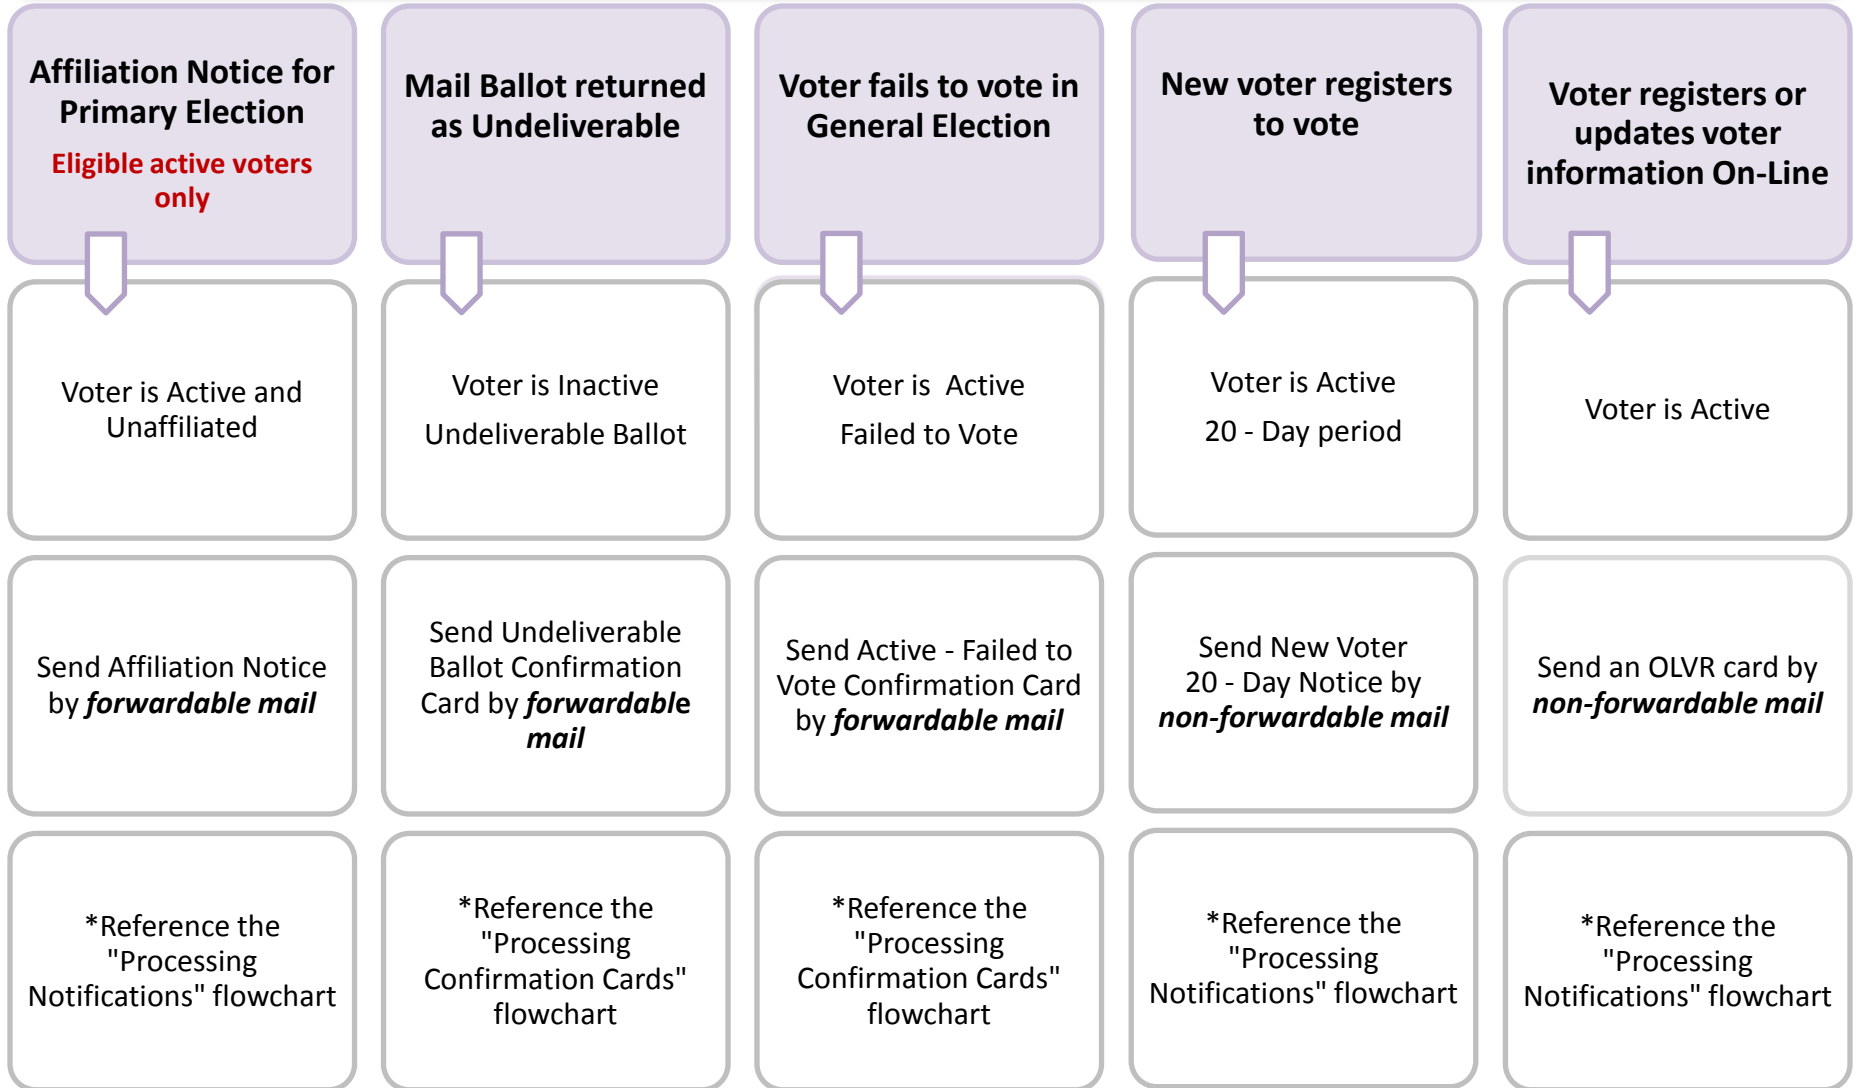 Affiliation Notice for
Primary Election
Eligible active voters
only
Voter is Active and
Unaffiliated
Send Affiliation Notice
by forwardable mail
*Reference the
"Processing
Notifications" flowchart
Mail Ballot returned
as Undeliverable
Voter is Inactive
Undeliverable Ballot
Send Undeliverable
Ballot Confirmation
Card by forwardable
mail
*Reference the
"Processing
Confirmation Cards"
flowchart
Voter fails to vote in
General Election
Voter is  Active
Failed to Vote
Send Active - Failed to
Vote Confirmation Card
by forwardable mail
*Reference the
"Processing
Confirmation Cards"
flowchart
New voter registers
to vote
Voter is Active
20 - Day period
Send New Voter
20 - Day Notice by
non-forwardable mail
*Reference the
"Processing
Notifications" flowchart
Voter registers or
updates voter
information On-Line
Voter is Active
Send an OLVR card by
non-forwardable mail
*Reference the
"Processing
Notifications" flowchart